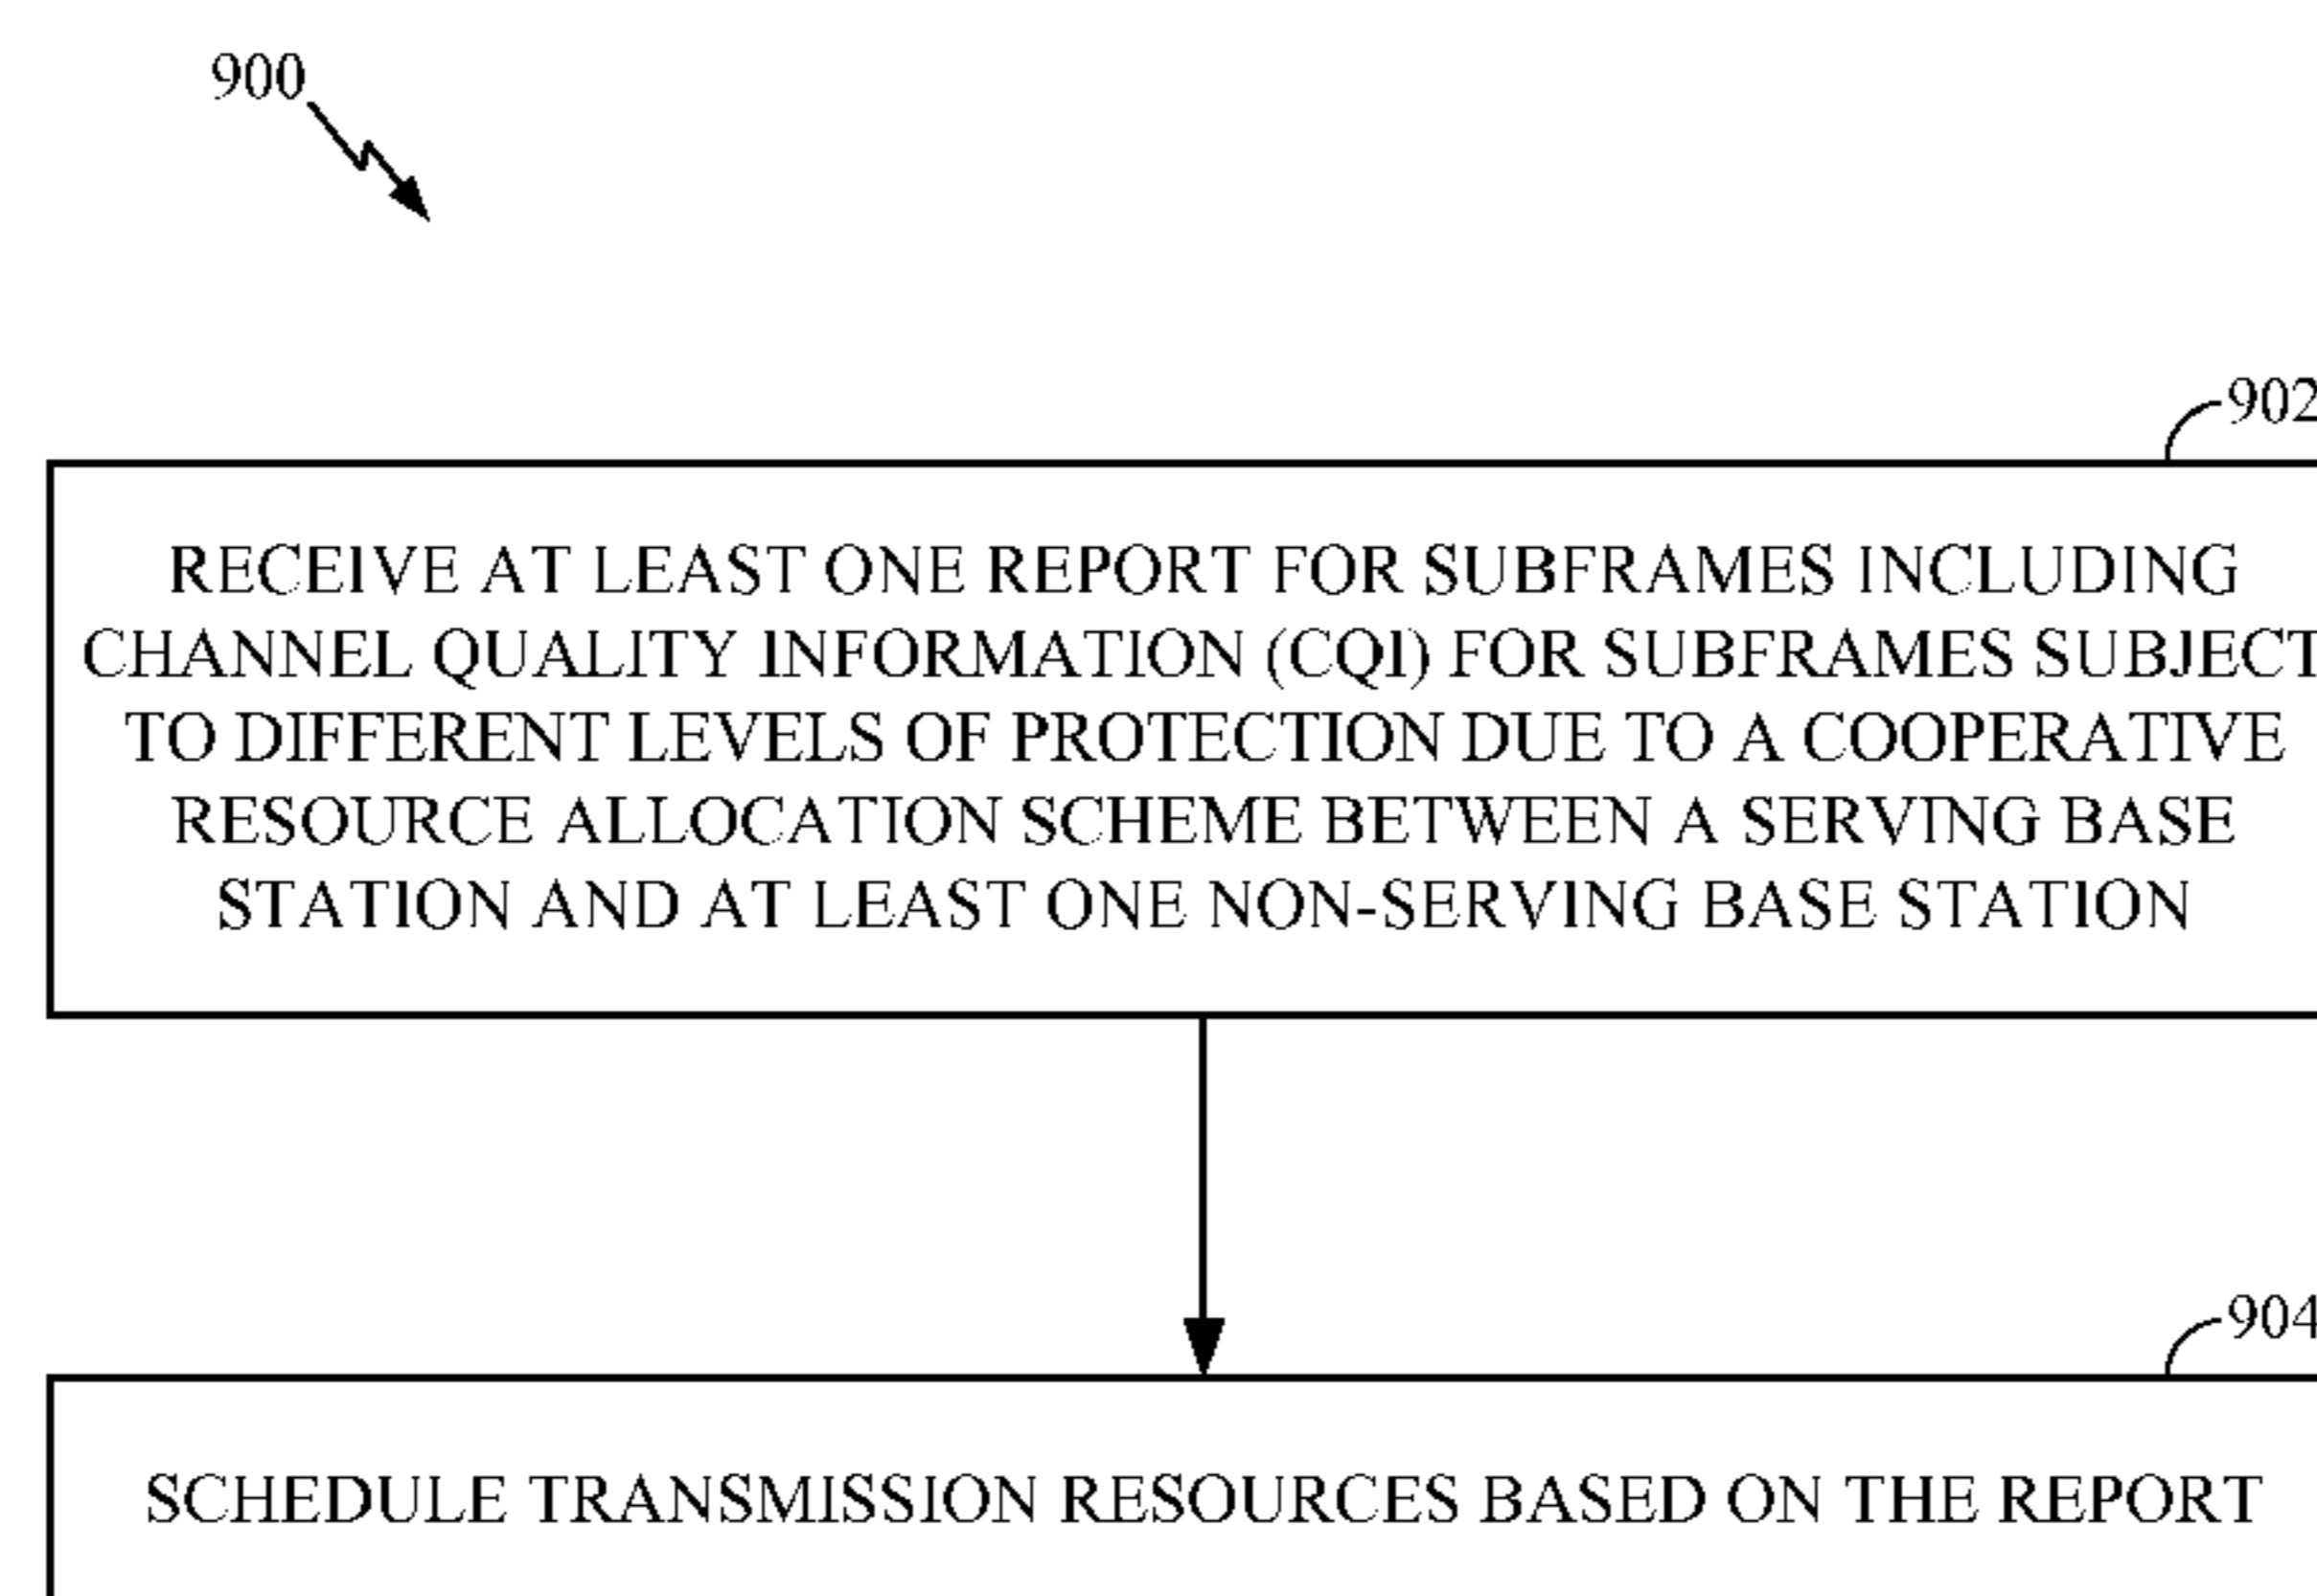 900
902
RECEIVE AT LEAST ONE REPORT FOR SUBFRAMES INCLUDING
CHANNEL QUALITY INFORMATION (CQI) FOR SUBFRAMES SUBJECT
TO DIFFERENT LEVELS OF PROTECTION DUE TO A COOPERATIVE
RESOURCE ALLOCATION SCHEME BETWEEN A SERVING BASE
STATION AND AT LEAST ONE NON-SERVING BASE STATION
904
SCHEDULE TRANSMISSION RESOURCES BASED ON THE REPORT